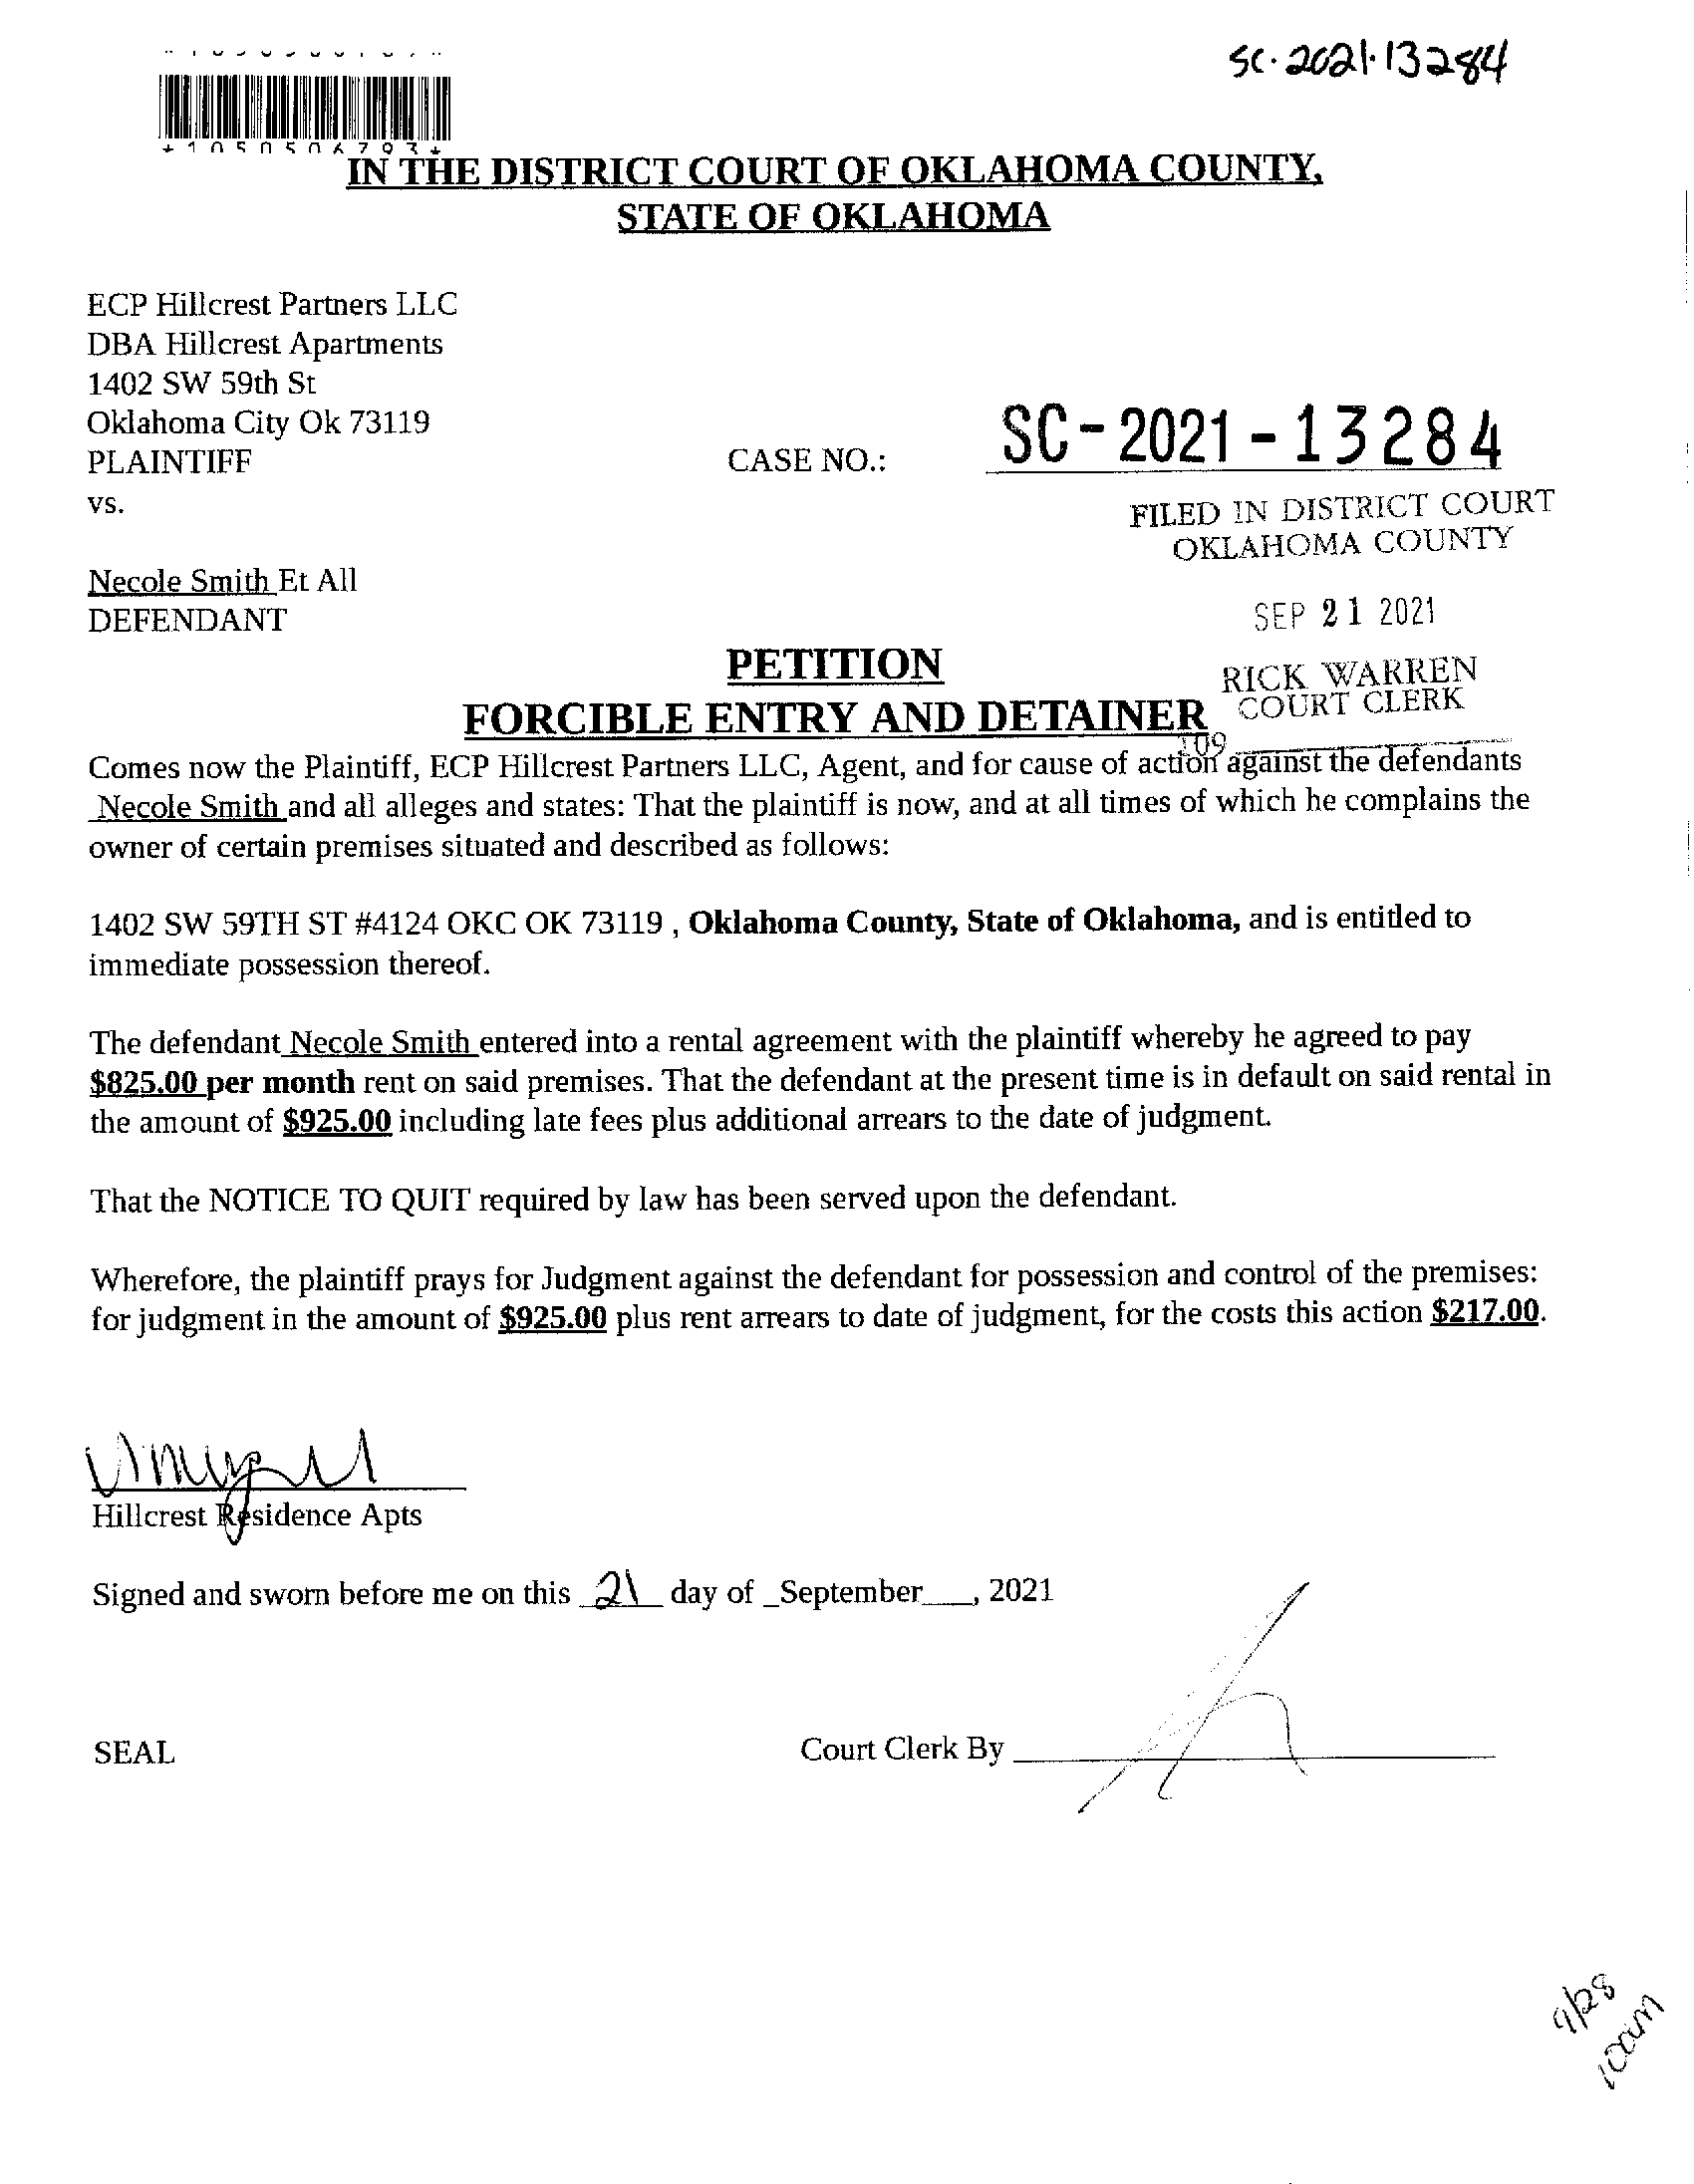 SC·2021·13284
IN THE DISTRICT COURT OF OKLAHOMA COUNTY,
STATE OF OKLAHOMA
ECP Hillcrest Partners LLC
DBA Hillcrest Apartments
1402 SW 59th St
Oklahoma City Ok 73119
PLAINTIFF
CASE NO.: SC-2021-13284
vs.
FILED IN DISTRICT COURT
OKLAHOMA COUNTY
Necole Smith Et All
DEFENDANT
SEP 21 2021
PETITION
RICK WARREN
COURT CLERK
FORCIBLE ENTRY AND DETAINER
109
Comes now the Plaintiff, ECP Hillcrest Partners LLC, Agent, and for cause of action against the defendants
Necole Smith and all alleges and states: That the plaintiff is now, and at all times of which he complains the
owner of certain premises situated and described as follows:
1402 SW 59TH ST #4124 OKC OK 73119 , Oklahoma County, State of Oklahoma, and is entitled to
immediate possession thereof.
The defendant Necole Smith entered into a rental agreement with the plaintiff whereby he agreed to pay
$825.00 per month rent on said premises. That the defendant at the present time is in default on said rental in
the amount of $925.00 including late fees plus additional arrears to the date of judgment.
That the NOTICE TO QUIT required by law has been served upon the defendant.
Wherefore, the plaintiff prays for Judgment against the defendant for possession and control of the premises:
for judgment in the amount of $925.00 plus rent arrears to date of judgment, for the costs this action $217.00.
Hillcrest Residence Apts
Signed and sworn before me on this 21 day of _September___, 2021
SEAL
Court Clerk By
9/28
10am